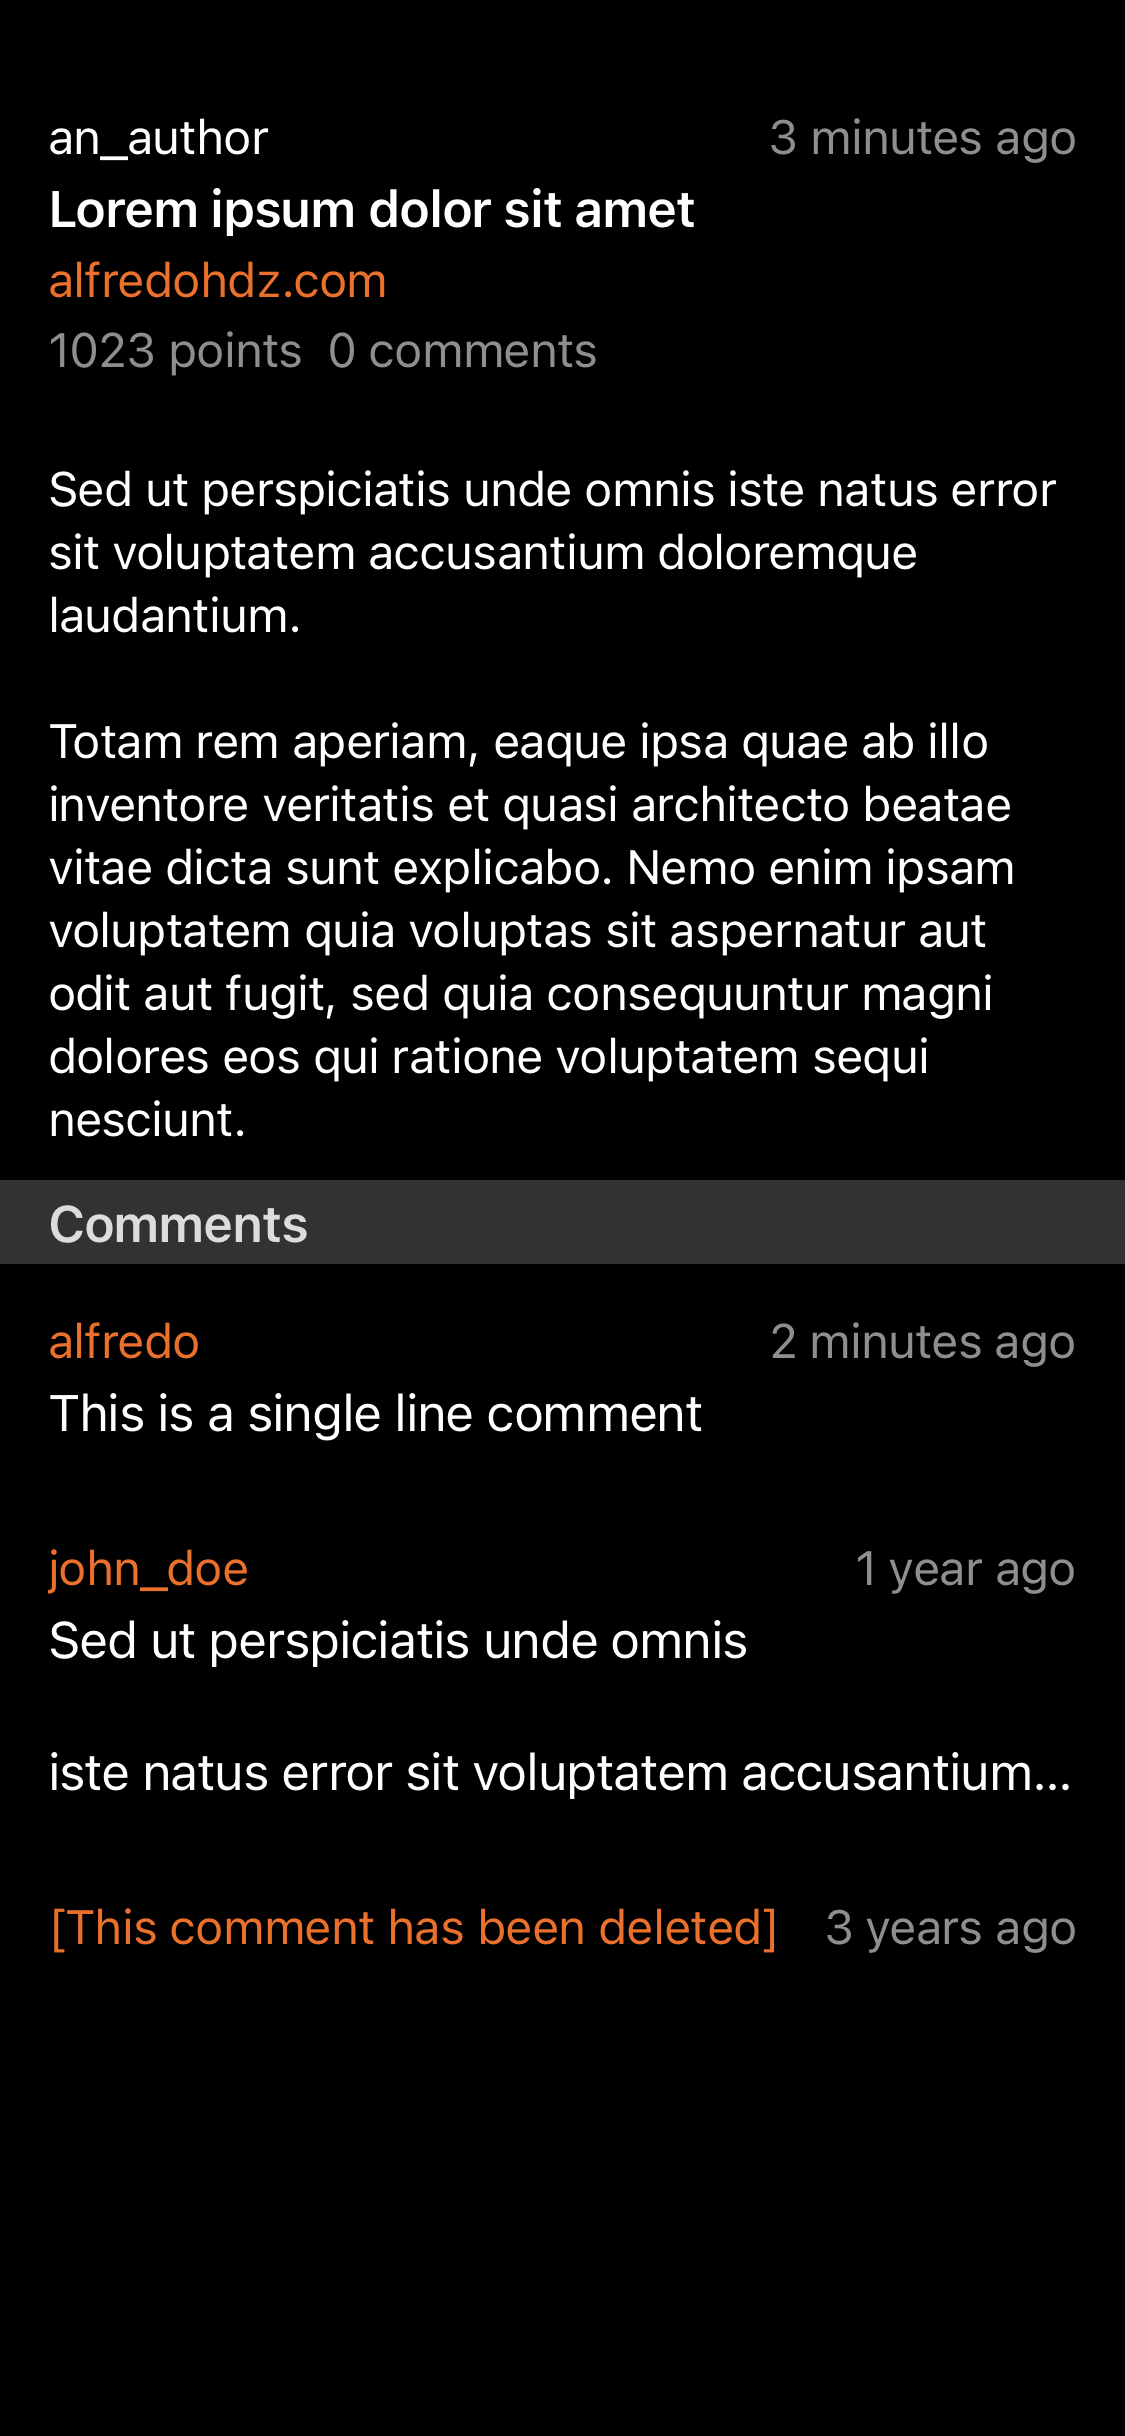 an_author 3 minutes ago
Lorem ipsum dolor sit amet
alfredohdz.com
1023 points 0 comments
Sed ut perspiciatis unde omnis iste natus error
sit voluptatem accusantium doloremque
laudantium.
Totam rem aperiam, eaque ipsa quae ab illo
inventore veritatis et quasi architecto beatae
vitae dicta sunt explicabo. Nemo enim ipsam
voluptatem quia voluptas sit aspernatur aut
odit aut fugit, sed quia consequuntur magni
dolores eos qui ratione voluptatem sequi
nesciunt.
Comments
alfredo 2 minutes ago
This is a single line comment
john_doe 1 year ago
Sed ut perspiciatis unde omnis
iste natus error sit voluptatem accusantium...
[This comment has been deleted] 3 years ago